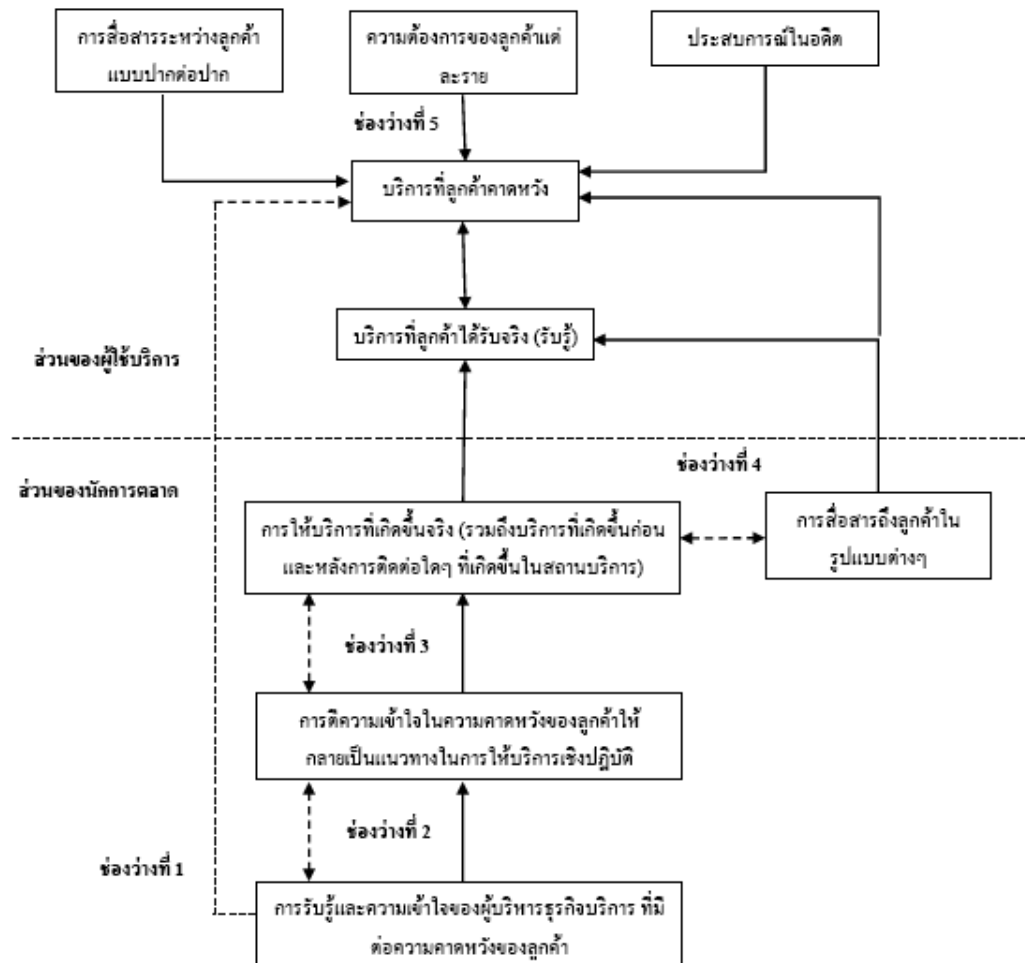 การสื่อสารระหว่างลูกค้า
แบบปากต่อปาก
ความต้องการของลูกค้าแต่
ละราย
ประสบการณ์ในอดีต
ช่องว่างที่ 5
บริการที่ลูกค้าคาดหวัง
บริการที่ลูกค้าได้รับจริง (รับรู้)
ส่วนของผู้ใช้บริการ
ช่องว่างที่ 4
ส่วนของนักการตลาด
การให้บริการที่เกิดขึ้นจริง (รวมถึงบริการที่เกิดขึ้นก่อน
และหลังการติดต่อใดๆ ที่เกิดขึ้นในสถานบริการ)
การสื่อสารถึงลูกค้าใน
รูปแบบต่างๆ
ช่องว่างที่ 3
การตีความเข้าใจในความคาดหวังของลูกค้าให้
กลายเป็นแนวทางในการให้บริการเชิงปฎิบัติ
ช่องว่างที่ 2
ช่องว่างที่ 1
การรับรู้และความเข้าใจของผู้บริหารธุรกิจบริการ ที่มี
ต่อความคาดหวังของลูกค้า